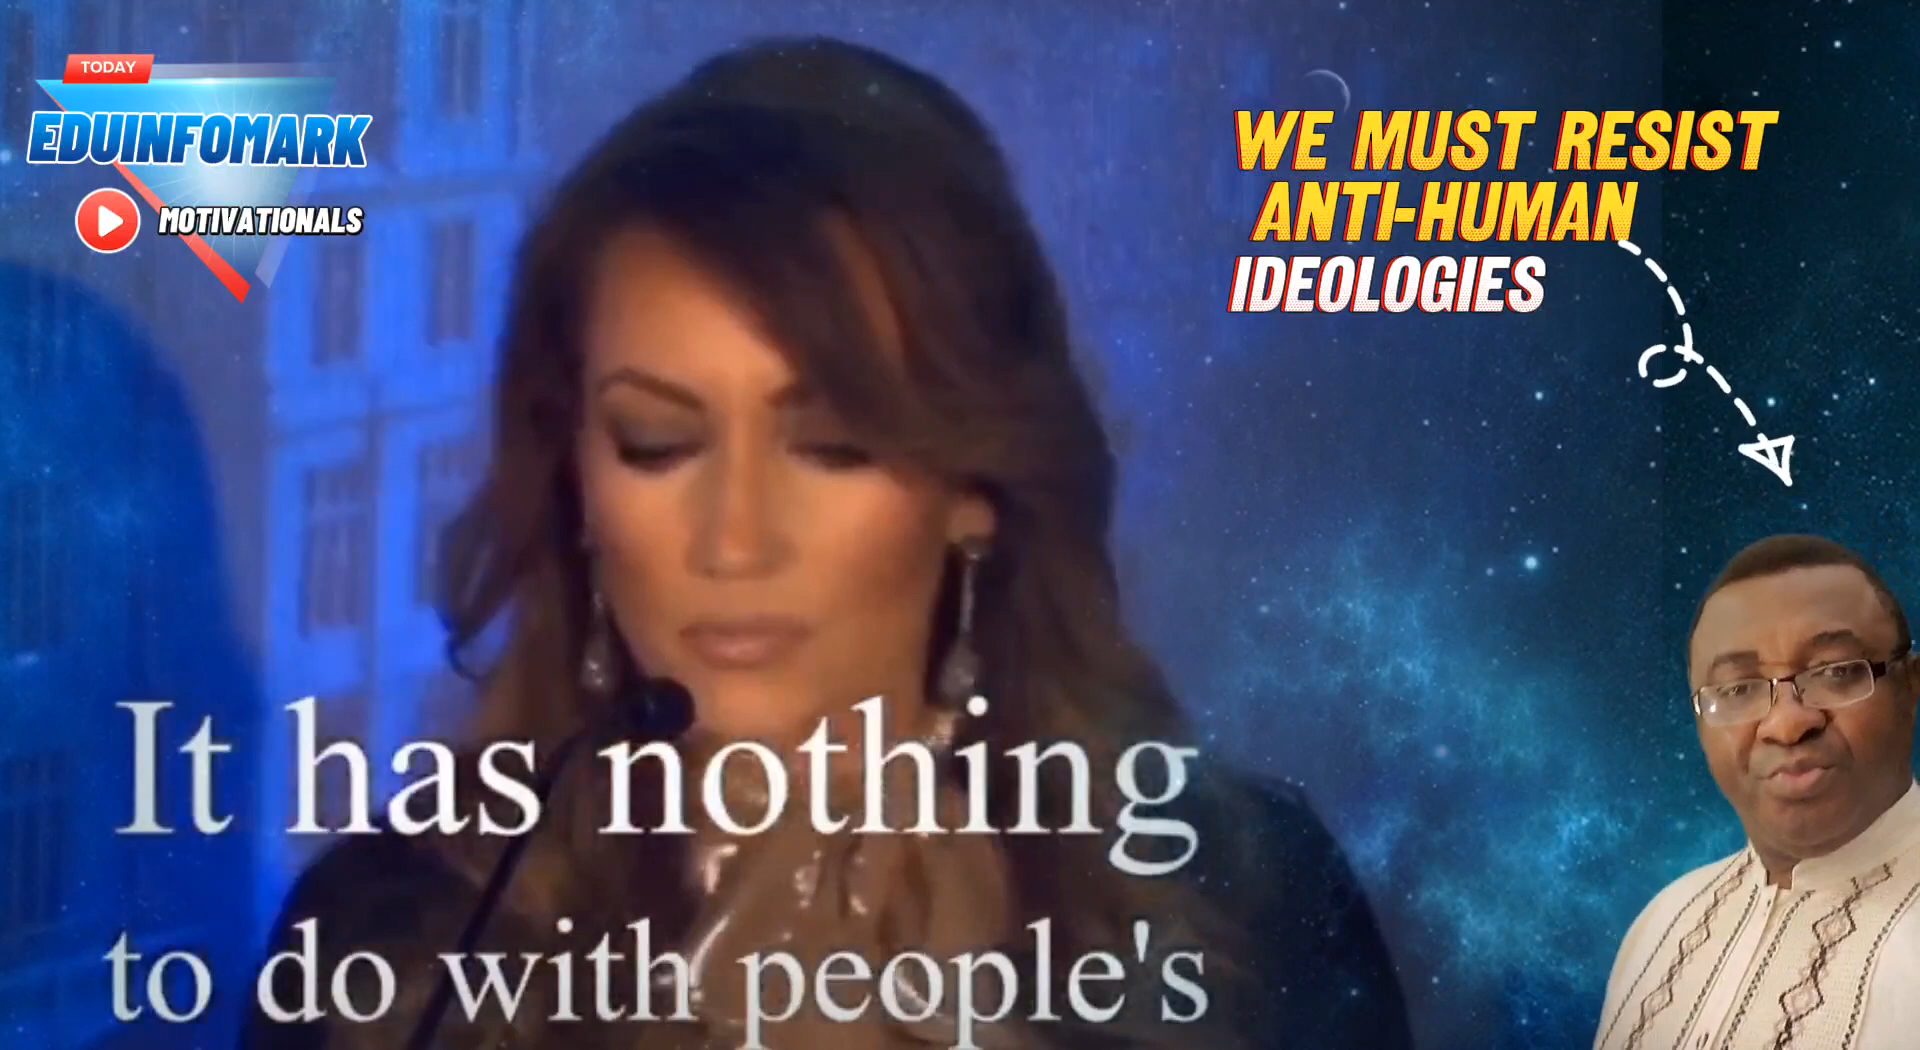 TODAY
EDUINFOMARK
MOTIVATIONALS
WE MUST RESIST
ANTI-HUMAN
IDEOLOGIES
It has nothing
to do with people's